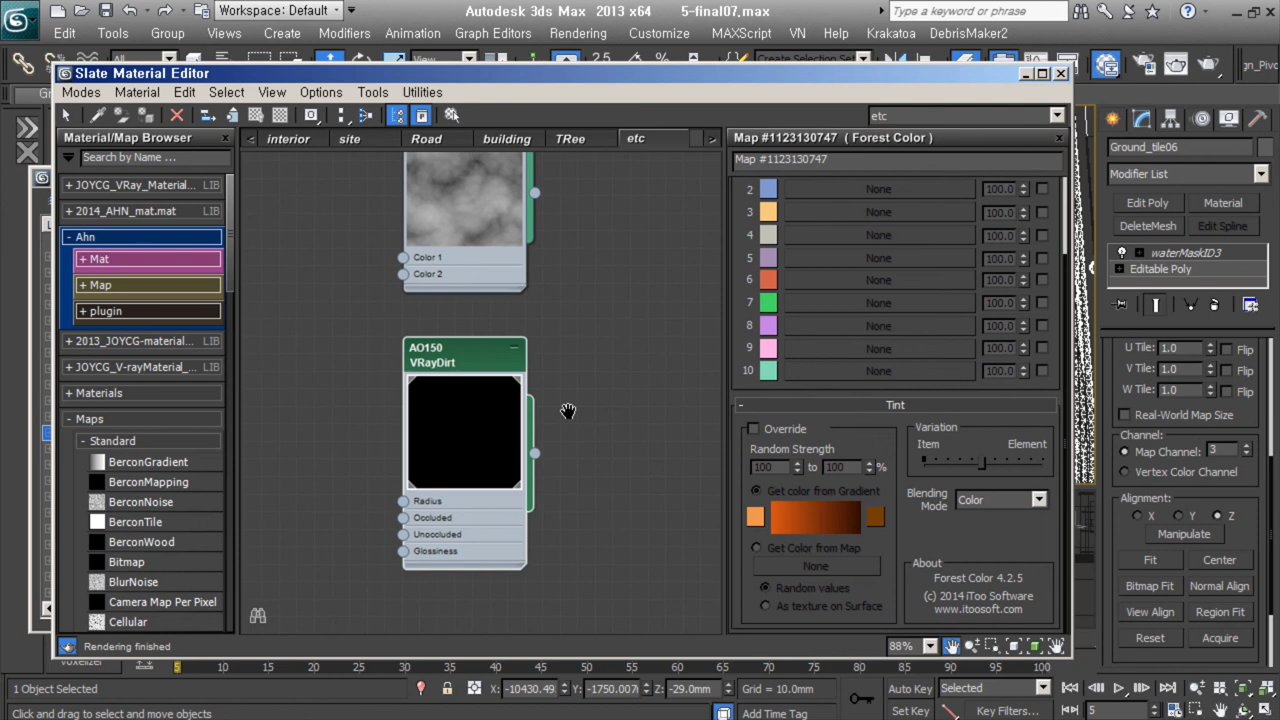 Workspace: Default
Autodesk 3ds Max 2013 x64
5-final07.max
Type a keyword or phrase
Edit
Tools
Group
Views
Create
Modifiers
Animation
Graph Editors
Rendering
Customize
MAXScript
VN
Help
Krakatoa
DebrisMaker2
All
View
2.5
Create Selection Set
gn_Pivo
Slate Material Editor
Modes
Material
Edit
Select
View
Options
Tools
Utilities
etc
Material/Map Browser
Search by Name ...
+ JOYCG_VRay_Material... LIB
+ 2014_AHN_mat.mat LIB
- Ahn
+ Mat
+ Map
+ plugin
+ 2013_JOYCG-material... LIB
+ JOYCG_V-rayMaterial_... LIB
+ Materials
- Maps
- Standard
BerconGradient
BerconMapping
BerconNoise
BerconTile
BerconWood
Bitmap
BlurNoise
Camera Map Per Pixel
Cellular
interior
site
Road
building
TRee
etc
Color 1
Color 2
AO150
VRayDirt
Radius
Occluded
Unoccluded
Glossiness
Map #1123130747 ( Forest Color )
Map #1123130747
2 None 100.0
3 None 100.0
4 None 100.0
5 None 100.0
6 None 100.0
7 None 100.0
8 None 100.0
9 None 100.0
10 None 100.0
- Tint
Override
Random Strength
100 to 100 %
Get color from Gradient
Get Color from Map
None
Random values
As texture on Surface
Variation
Item Element
Blending
Mode
Color
About
Forest Color 4.2.5
(c) 2014 iToo Software
www.itoosoft.com
Rendering finished
88%
Ground_tile06
Modifier List
Edit Poly
Material
DeleteMesh
Edit Spline
waterMaskID3
Editable Poly
U Tile: 1.0 Flip
V Tile: 1.0 Flip
W Tile: 1.0 Flip
Real-World Map Size
Channel:
Map Channel: 3
Vertex Color Channel
Alignment:
X Y Z
Manipulate
Fit
Center
Bitmap Fit
Normal Align
View Align
Region Fit
Reset
Acquire
Voxelizer
5 10 15 20 25 30 35 40 45 50 55 60 65 70 75 80 85 90 95 100
1 Object Selected
X: -10430.49
Y: -1750.007
Z: -29.0mm
Grid = 10.0mm
Auto Key
Selected
Click and drag to select and move objects
Add Time Tag
Set Key
Key Filters...
5